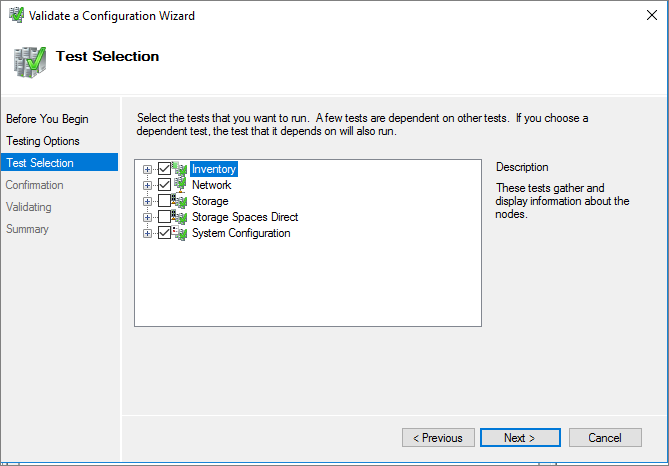 Validate a Configuration Wizard
Test Selection
Before You Begin
Testing Options
Test Selection
Confirmation
Validating
Summary
Select the tests that you want to run. A few tests are dependent on other tests. If you choose a
dependent test, the test that it depends on will also run.
Inventory
Network
Storage
Storage Spaces Direct
System Configuration
Description
These tests gather and
display information about the
nodes.
< Previous
Next >
Cancel